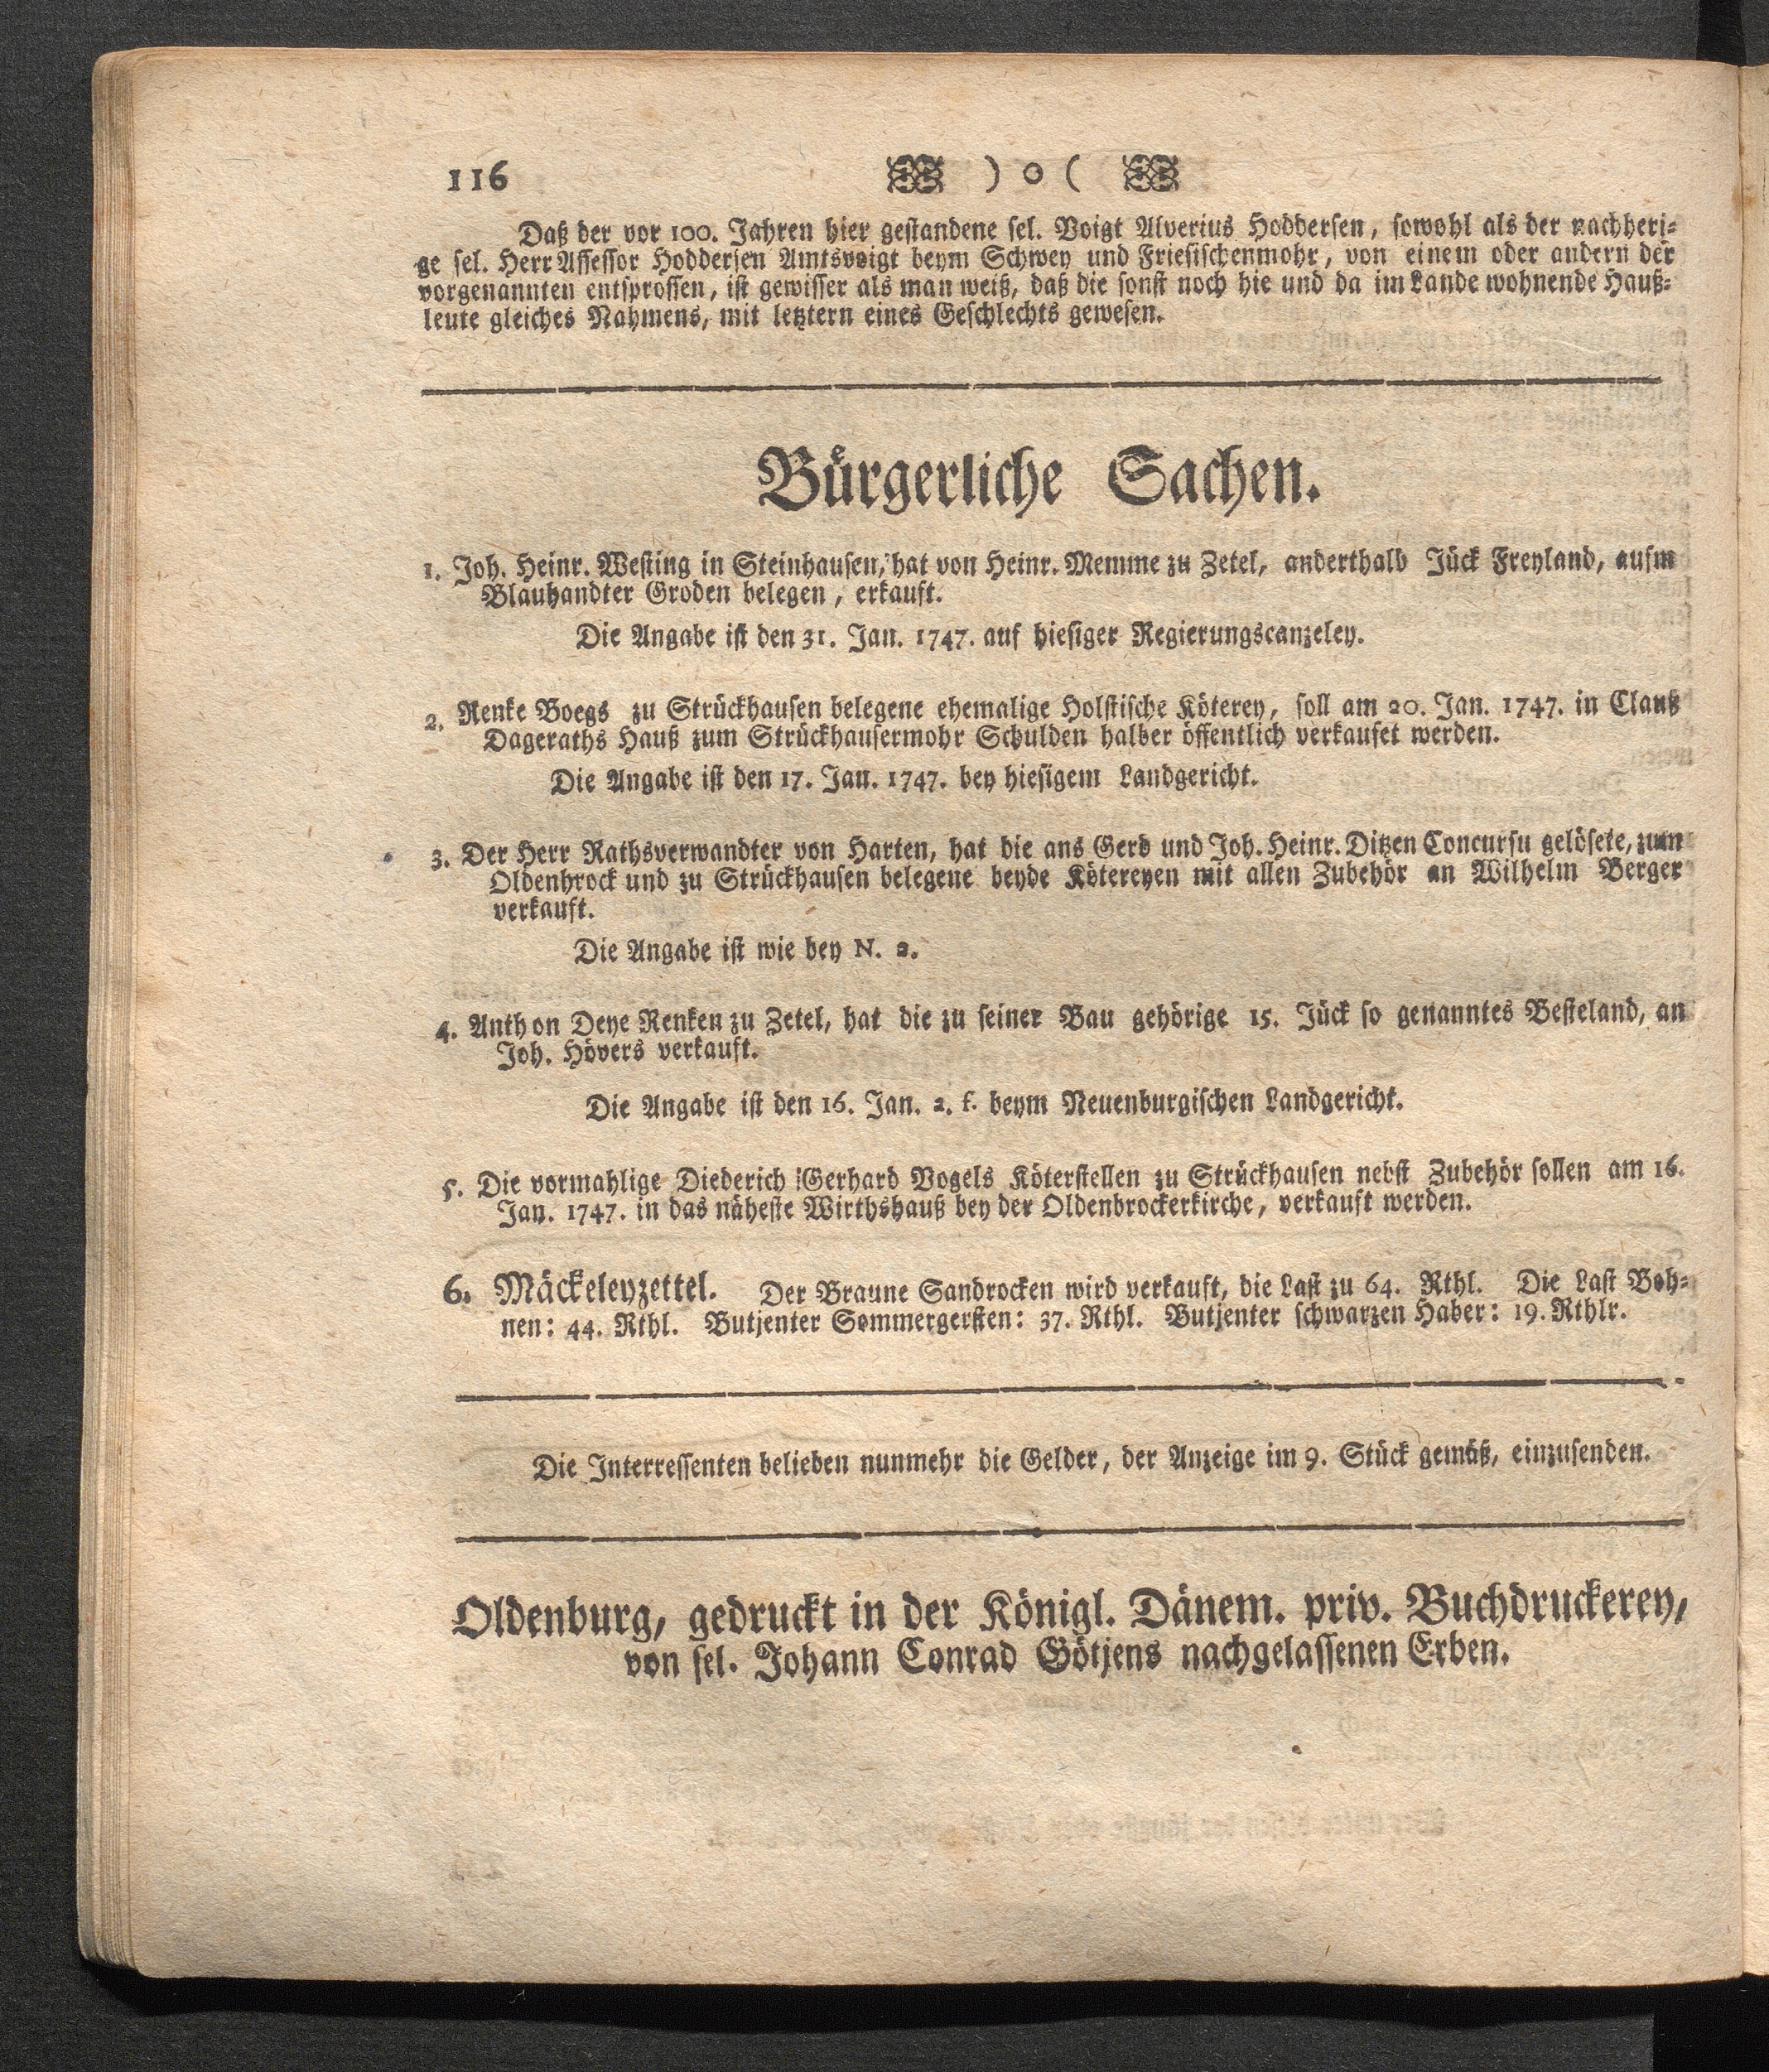 116 ) o (
Daß der vor 100. Jahren hier gestandene sel. Voigt Alverius Hoddersen, sowohl als der nachheri-
ge sel. Herr Assessor Hoddersen Amtsvoigt beym Schwey und Friesischenmohr, von einem oder andern der
vorgenannten entsprossen, ist gewisser als man weiß, daß die sonst noch hie und da im Lande wohnende Hauß-
leute gleiches Nahmens, mit letztern eines Geschlechts gewesen.
Bürgerliche Sachen.
1. Joh. Heinr. Westing in Steinhausen, hat von Heinr. Memme zu Zetel, anderthalb Jück Freyland, aufm
Blauhandter Groden belegen, erkauft.
Die Angabe ist den 31. Jan. 1747. auf hiesiger Regierungscanzeley.
2. Renke Boegs zu Strückhausen belegene ehemalige Holstische Köterey, soll am 20. Jan. 1747. in Clauß
Dageraths Hauß zum Strückhausermohr Schulden halber öffentlich verkaufet werden.
Die Angabe ist den 17. Jan. 1747. bey hiesigem Landgericht.
3. Der Herr Rathsverwandter von Harten, hat die ans Gerd und Joh. Heinr. Ditzen Concursu gelösete, zum
Oldenbrock und zu Strückhausen belegene beyde Kötereyen mit allen Zubehör an Wilhelm Berger
verkauft.
Die Angabe ist wie bey N. 2.
4. Anthon Deye Renken zu Zetel, hat die zu seiner Bau gehörige 15. Jück so genanntes Besteland, an
Joh. Hövers verkauft.
Die Angabe ist den 16. Jan. a. f. beym Neuenburgischen Landgericht.
5. Die vormahlige Diederich Gerhard Vogels Köterstellen zu Strückhausen nebst Zubehör sollen am 16.
Jan. 1747. in das näheste Wirthshauß bey der Oldenbrockerkirche, verkauft werden.
6. Mäckeleyzettel. Der Braune Sandrocken wird verkauft, die Last zu 64. Rthl. Die Last Boh-
nen: 44. Rthl. Butjenter Sommergersten: 37. Rthl. Butjenter schwarzen Haber: 19. Rthlr.
Die Interressenten belieben nunmehr die Gelder, der Anzeige im 9. Stück gemäß, einzusenden.
Oldenburg, gedruckt in der Königl. Dänem. priv. Buchdruckerey,
von sel. Johann Conrad Götjens nachgelassenen Erben.